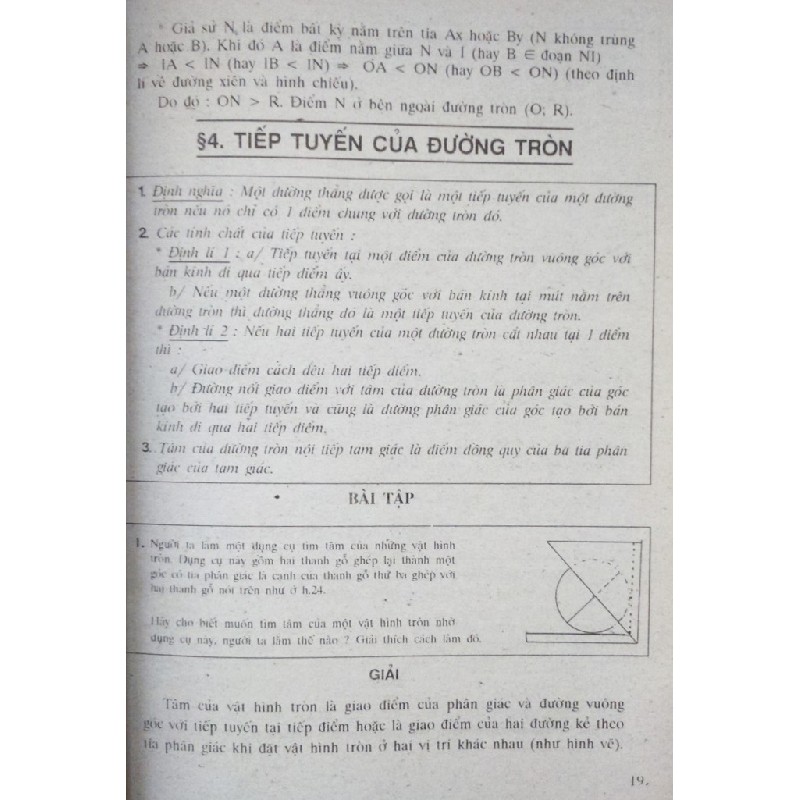 * Giả sử N là điểm bất kỳ nằm trên tia Ax hoặc By (N không trùng
A hoặc B). Khi đó A là điểm nằm giữa N và I (hay B ∈ đoạn NI)
⇒ IA < IN (hay IB < IN) ⇒ OA < ON (hay OB < ON) (theo định
lí về đường xiên và hình chiếu).
Do đó : ON > R. Điểm N ở bên ngoài đường tròn (O; R).
§4. TIẾP TUYẾN CỦA ĐƯỜNG TRÒN
1. Định nghĩa : Một đường thẳng được gọi là một tiếp tuyến của một đường
tròn nếu nó chỉ có 1 điểm chung với đường tròn đó.
2. Các tính chất của tiếp tuyến :
* Định lí 1 : a/ Tiếp tuyến tại một điểm của đường tròn vuông góc với
bán kính đi qua tiếp điểm ấy.
b/ Nếu một đường thẳng vuông góc với bán kính tại mút nằm trên
đường tròn thì đường thẳng đó là một tiếp tuyến của đường tròn.
* Định lí 2 : Nếu hai tiếp tuyến của một đường tròn cắt nhau tại 1 điểm
thì :
a/ Giao điểm cách đều hai tiếp điểm.
b/ Đường nối giao điểm với tâm của đường tròn là phân giác của góc
tạo bởi hai tiếp tuyến và cũng là đường phân giác của góc tạo bởi bán
kính đi qua hai tiếp điểm.
3. Tâm của đường tròn nội tiếp tam giác là điểm đồng quy của ba tia phân
giác của tam giác.
BÀI TẬP
1. Người ta làm một dụng cụ tìm tâm của những vật hình
tròn. Dụng cụ này gồm hai thanh gỗ ghép lại thành một
góc có tia phân giác là cạnh của thanh gỗ thứ ba ghép với
hai thanh gỗ nói trên như ở h.24.
Hãy cho biết muốn tìm tâm của một vật hình tròn nhờ
dụng cụ này, người ta làm thế nào ? Giải thích cách làm đó.
GIẢI
Tâm của vật hình tròn là giao điểm của phân giác và đường vuông
góc với tiếp tuyến tại tiếp điểm hoặc là giao điểm của hai đường kẻ theo
tia phân giác khi đặt vật hình tròn ở hai vị trí khác nhau (như hình vẽ).
19.